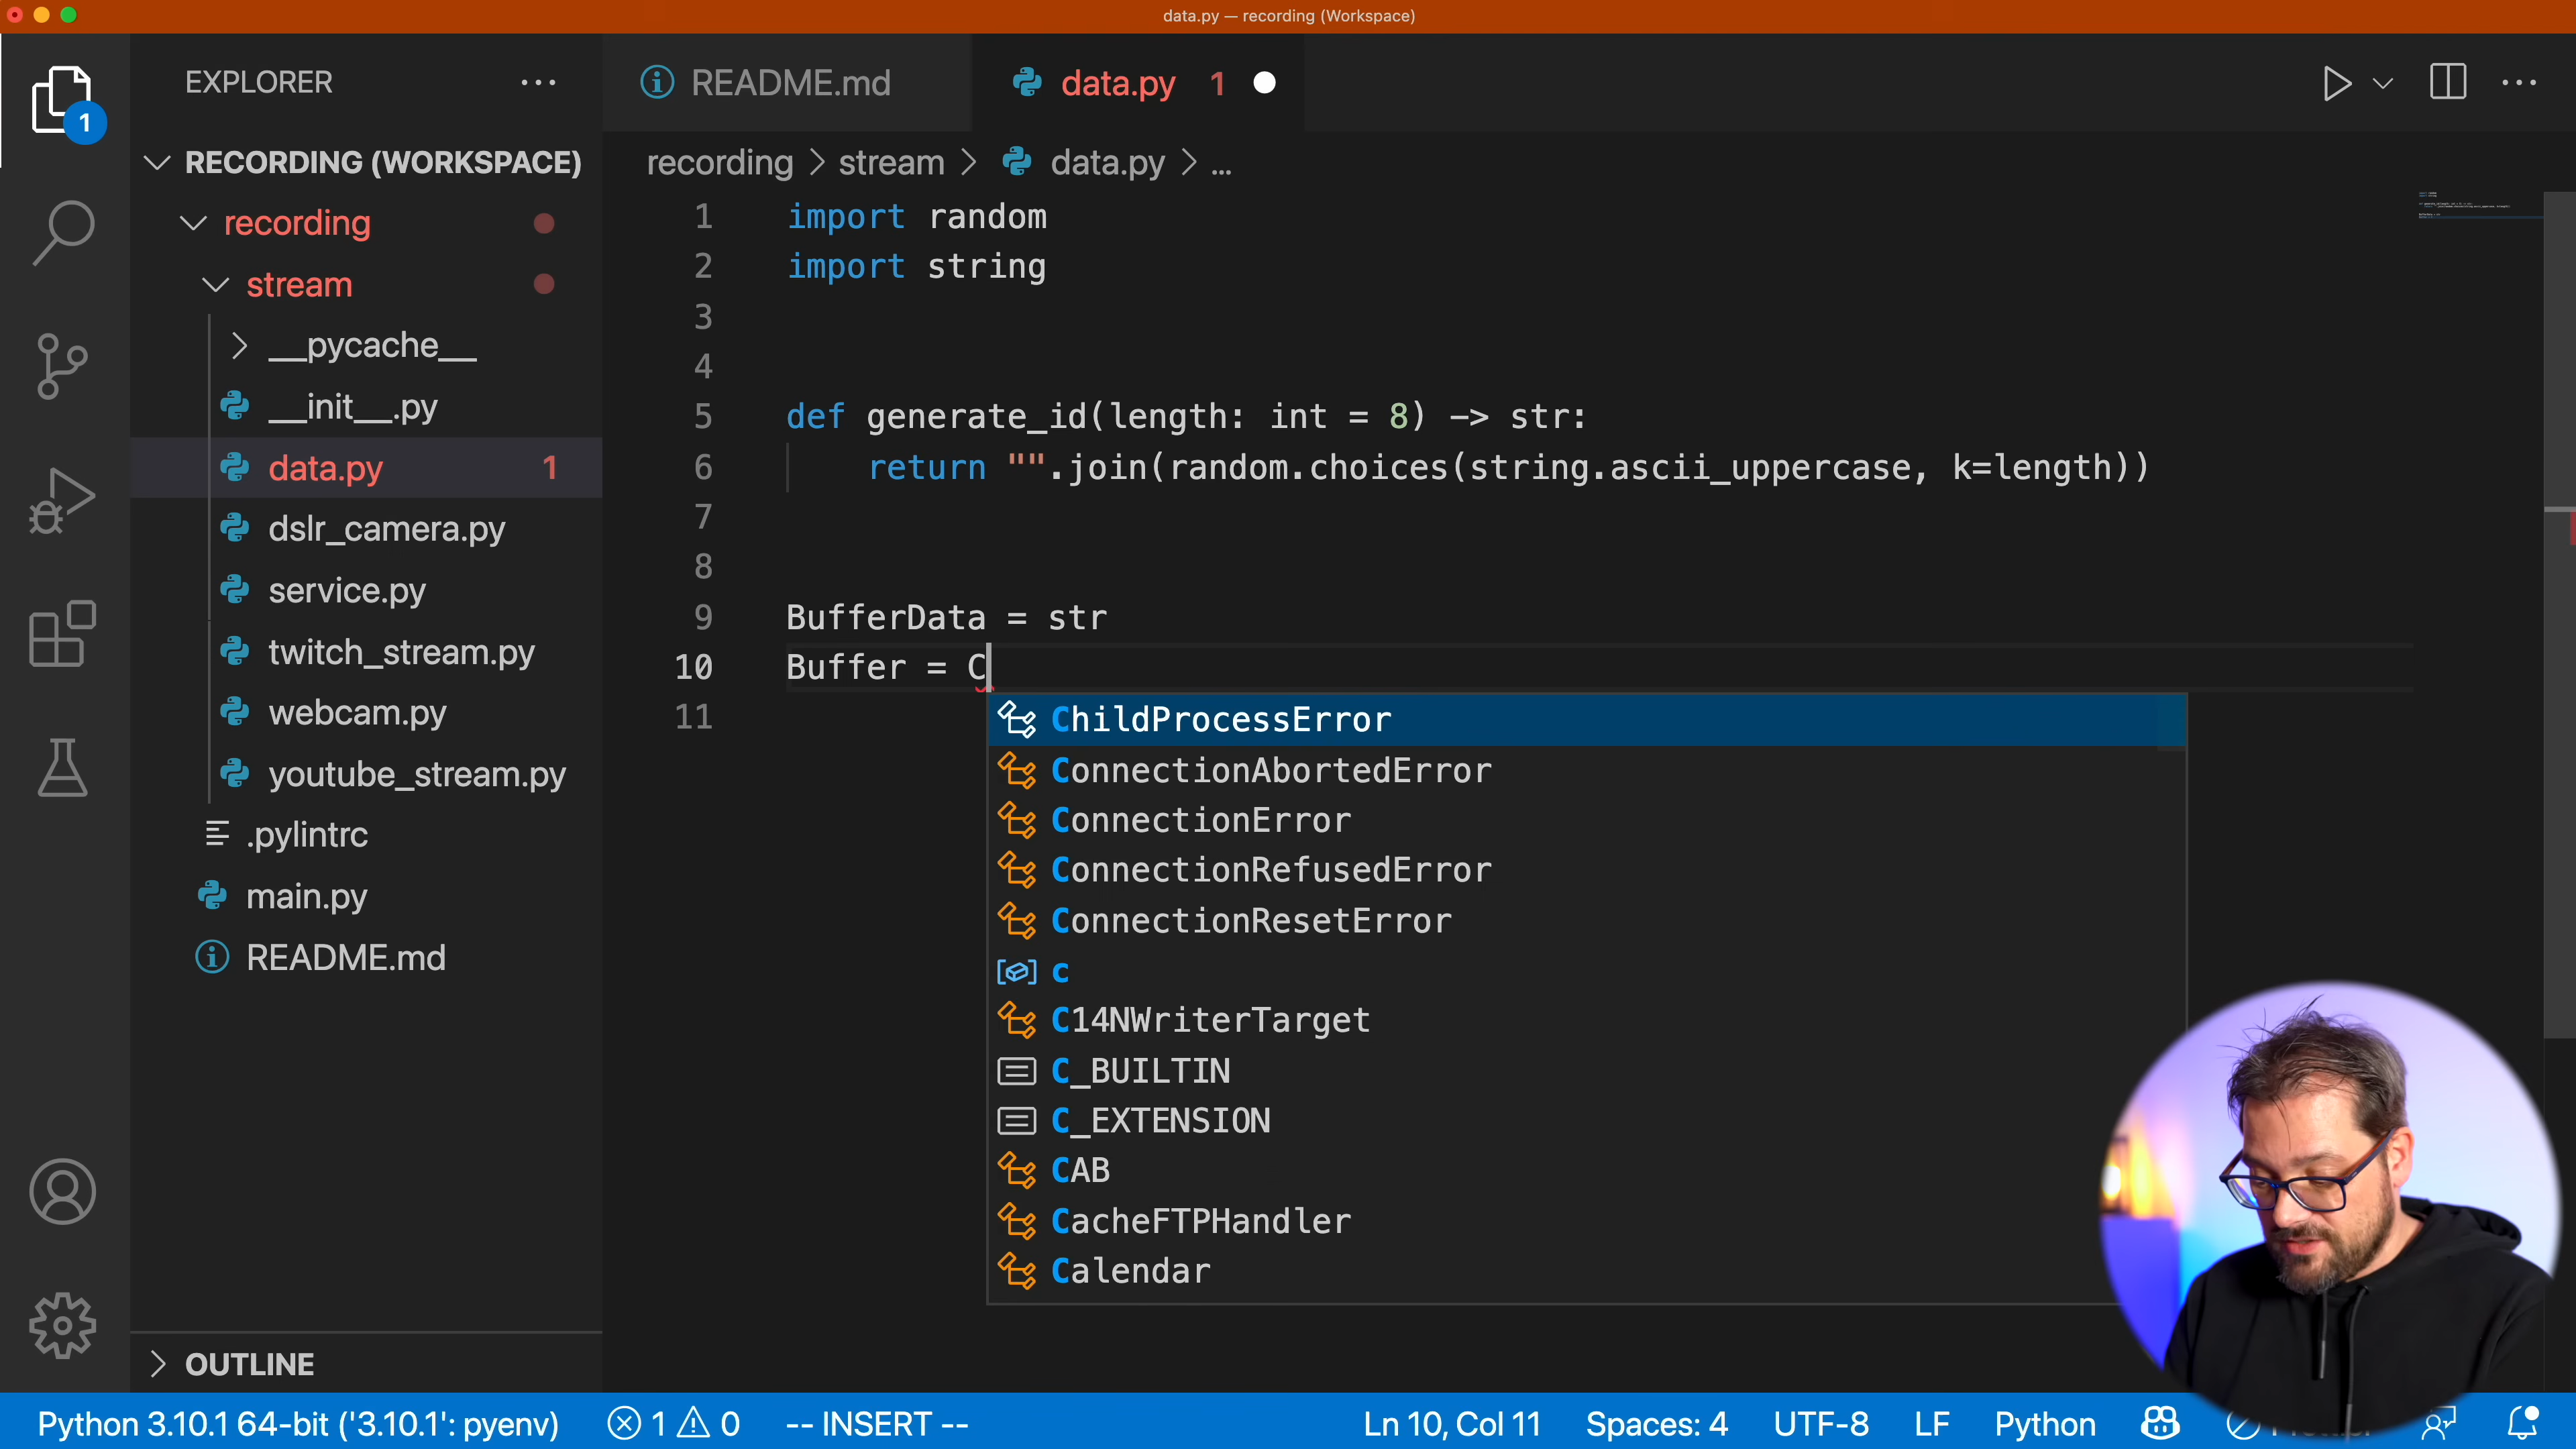 data.py — recording (Workspace)
EXPLORER
README.md
data.py 1
1
RECORDING (WORKSPACE)
recording > stream > data.py > ...
recording
stream
__pycache__
__init__.py
data.py 1
dslr_camera.py
service.py
twitch_stream.py
webcam.py
youtube_stream.py
.pylintrc
main.py
README.md
OUTLINE
1 import random
2 import string
3
4
5 def generate_id(length: int = 8) -> str:
6 return "".join(random.choices(string.ascii_uppercase, k=length))
7
8
9 BufferData = str
10 Buffer = C
11
ChildProcessError
ConnectionAbortedError
ConnectionError
ConnectionRefusedError
ConnectionResetError
c
C14NWriterTarget
C_BUILTIN
C_EXTENSION
CAB
CacheFTPHandler
Calendar
Python 3.10.1 64-bit ('3.10.1': pyenv) 1 0 -- INSERT -- Ln 10, Col 11 Spaces: 4 UTF-8 LF Python